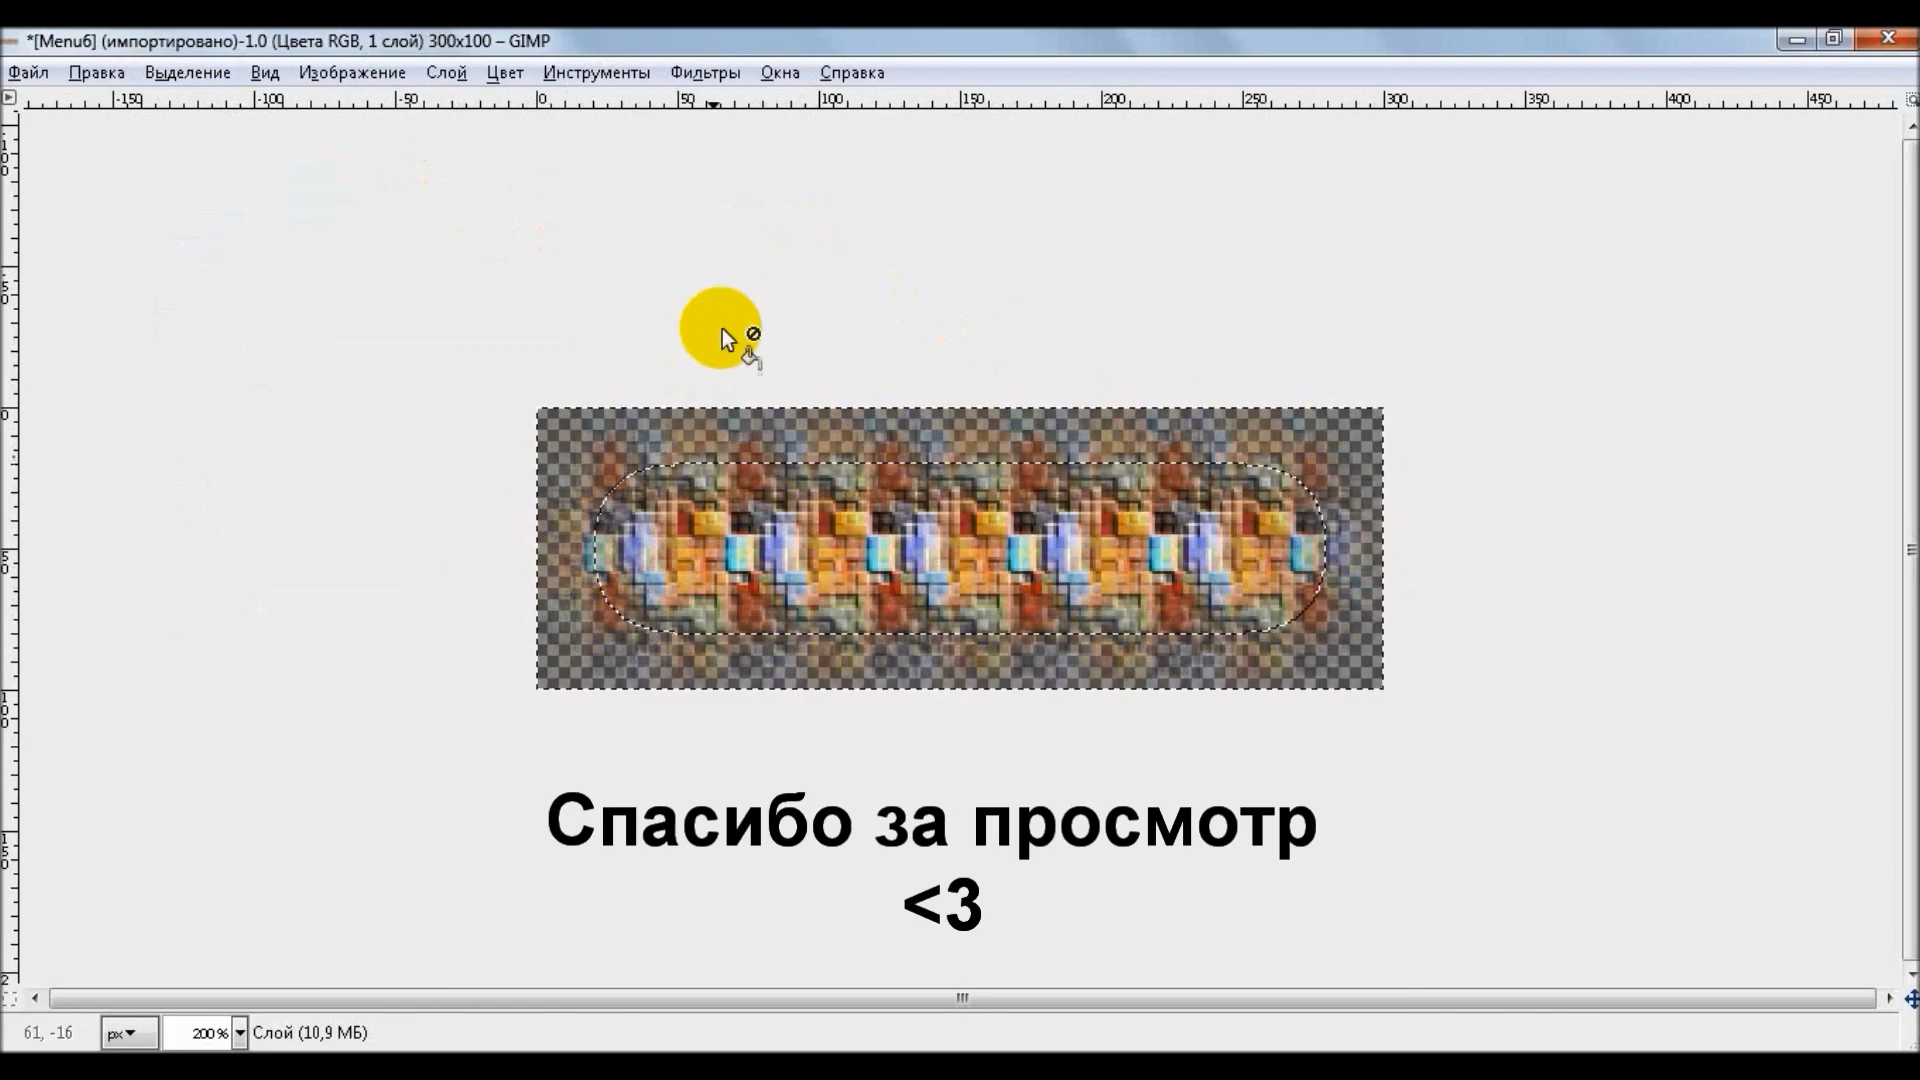 *[Menu6] (импортировано)-1.0 (Цвета RGB, 1 слой) 300x100 – GIMP
Файл Правка Выделение Вид Изображение Слой Цвет Инструменты Фильтры Окна Справка
-150 -100 -50 0 50 100 150 200 250 300 350 400 450
Спасибо за просмотр
<3
61, -16 px 200% Слой (10,9 МБ)